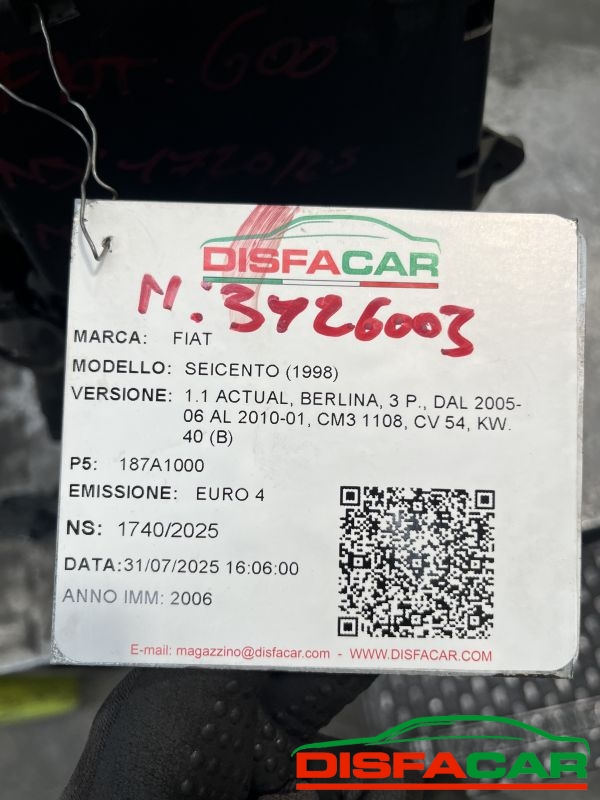 FIAT. 600
DISFACAR
N: 3426003
MARCA: FIAT
MODELLO: SEICENTO (1998)
VERSIONE: 1.1 ACTUAL, BERLINA, 3 P., DAL 2005-
06 AL 2010-01, CM3 1108, CV 54, KW.
40 (B)
P5: 187A1000
EMISSIONE: EURO 4
NS: 1740/2025
DATA:31/07/2025 16:06:00
ANNO IMM: 2006
E-mail: magazzino@disfacar.com - WWW.DISFACAR.COM
DISFACAR